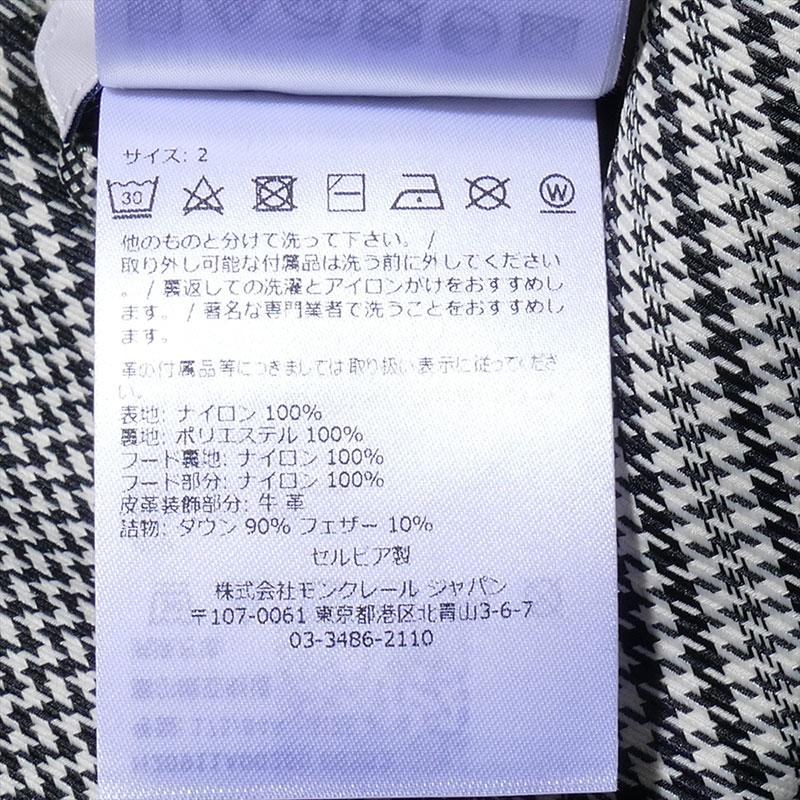 サイズ: 2
30
W
他のものと分けて洗って下さい。 /
取り外し可能な付属品は洗う前に外してください
。 / 裏返しての洗濯とアイロンがけをおすすめし
ます。 / 著名な専門業者で洗うことをおすすめし
ます。
革の付属品等につきましては取り扱い表示に従ってくださ
い。
表地: ナイロン 100%
裏地: ポリエステル 100%
フード裏地: ナイロン 100%
フード部分: ナイロン 100%
皮革装飾部分: 牛 革
詰物: ダウン 90% フェザー 10%
セルビア製
株式会社モンクレール ジャパン
〒107-0061 東京都港区北青山3-6-7
03-3486-2110